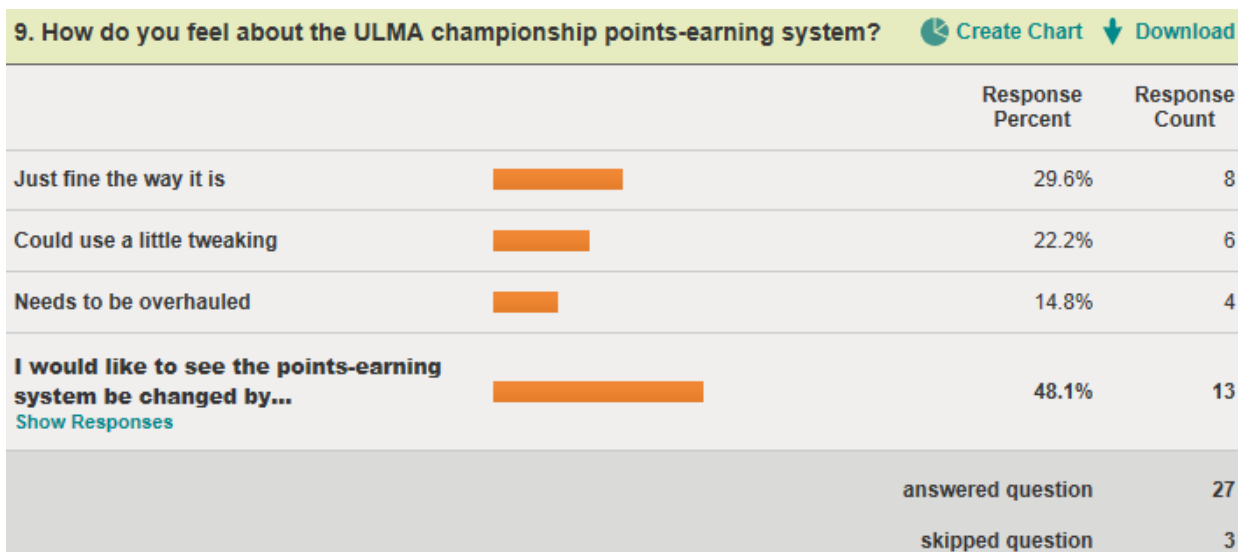 9. How do you feel about the ULMA championship points-earning system? Create Chart Download
Response Percent Response Count
Just fine the way it is 29.6% 8
Could use a little tweaking 22.2% 6
Needs to be overhauled 14.8% 4
I would like to see the points-earning
system be changed by... 48.1% 13
Show Responses
answered question 27
skipped question 3